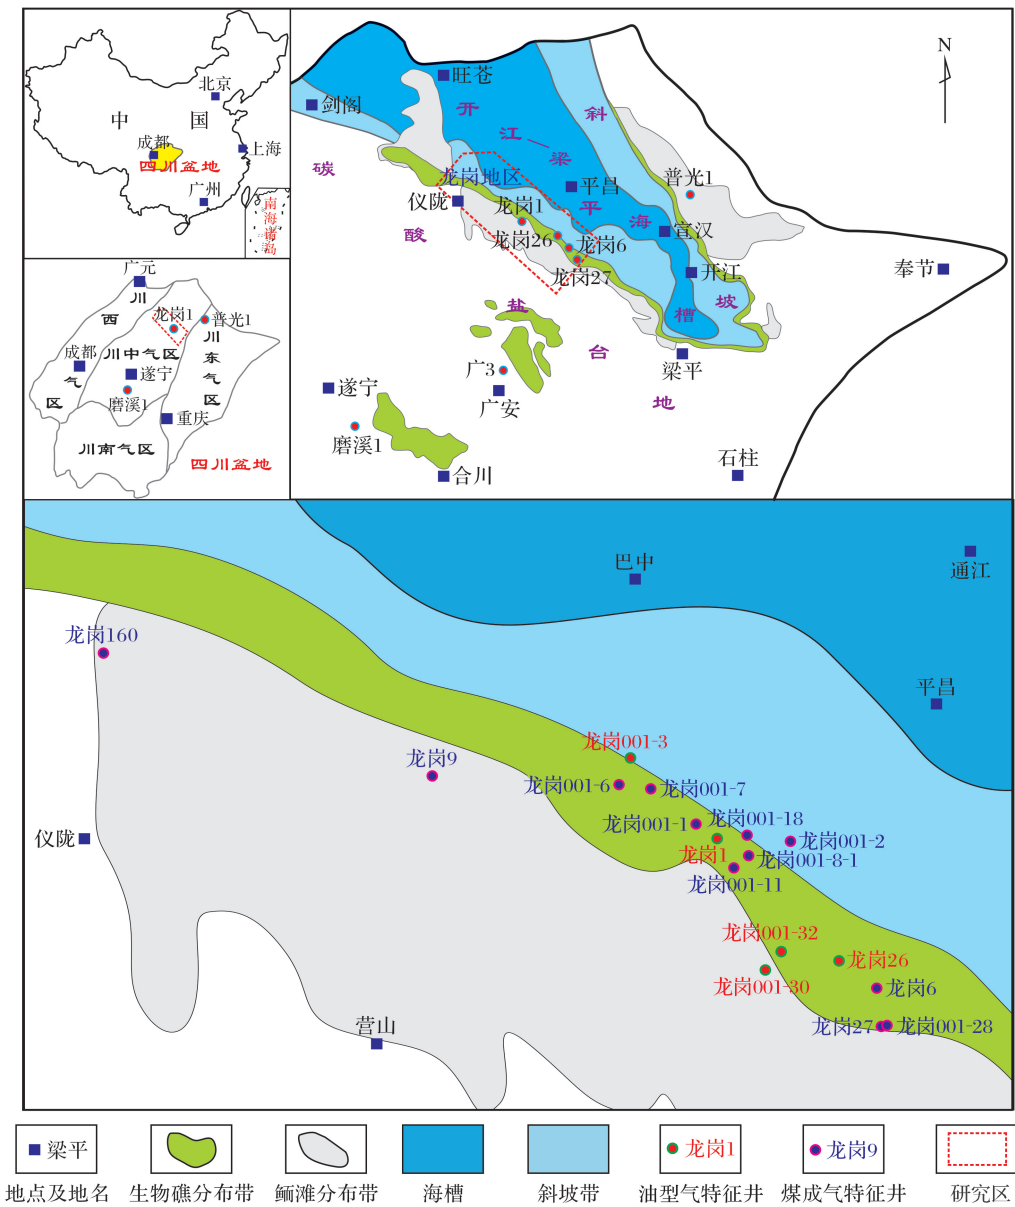 北京
中
国
成都
上海
四川盆地
广州
南
海
诸
岛
广元
川
西
气
区
龙岗1
普光1
川
东
气
区
成都
川中气区
遂宁
磨溪1
重庆
川南气区
四川盆地
N
旺苍
剑阁
开
江
—
梁
平
海
槽
斜
坡
碳
酸
盐
台
地
龙岗地区
平昌
普光1
仪陇
龙岗1
宣汉
龙岗26
龙岗6
龙岗27
开江
奉节
广3
梁平
遂宁
广安
磨溪1
合川
石柱
巴中
通江
龙岗160
平昌
龙岗001-3
龙岗9
龙岗001-6
龙岗001-7
龙岗001-1
龙岗001-18
仪陇
龙岗001-2
龙岗1
龙岗001-8-1
龙岗001-11
龙岗001-32
龙岗26
龙岗001-30
龙岗6
营山
龙岗27
龙岗001-28
梁平
龙岗1
龙岗9
地点及地名
生物礁分布带
鲕滩分布带
海槽
斜坡带
油型气特征井
煤成气特征井
研究区